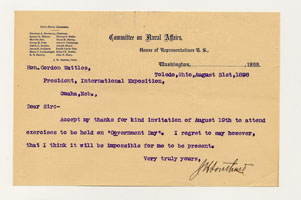 Committee on Naval Affairs,
House of Representatives U. S.,
Washington, 1898.
Hon. Gordon Wattles,
Toledo, Ohio, August 31st, 1898
President, International Exposition,
Omaha, Neb.
Dear Sir:-
Accept my thanks for kind invitation of August 19th to attend
exercises to be held on "Government Day". I regret to say however,
that I think it will be impossible for me to be present.
Very truly yours,